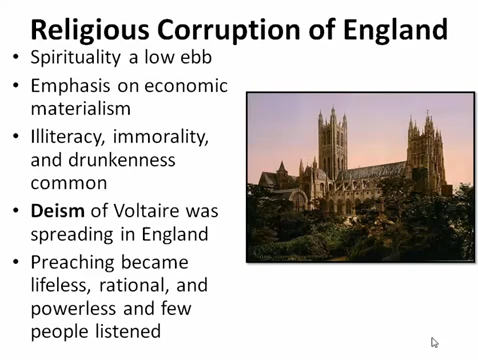 Religious Corruption of England
• Spirituality a low ebb
• Emphasis on economic
materialism
• Illiteracy, immorality,
and drunkenness
common
• Deism of Voltaire was
spreading in England
• Preaching became
lifeless, rational, and
powerless and few
people listened